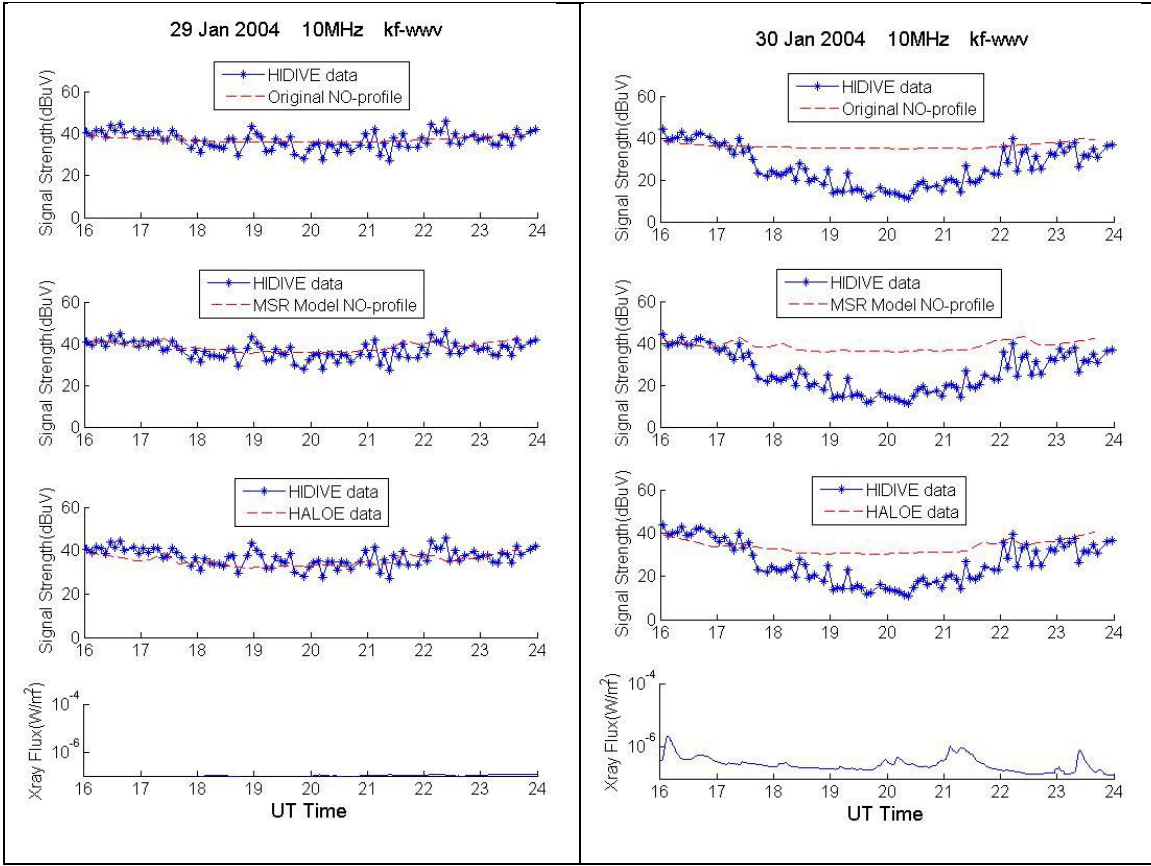 29 Jan 2004 10MHz kf-wwv
HIDIVE data
Original NO-profile
Signal Strength(dBuV)
60
40
20
0
16 17 18 19 20 21 22 23 24
HIDIVE data
MSR Model NO-profile
Signal Strength(dBuV)
60
40
20
0
16 17 18 19 20 21 22 23 24
HIDIVE data
HALOE data
Signal Strength(dBuV)
60
40
20
0
16 17 18 19 20 21 22 23 24
Xray Flux(W/m²)
10⁻⁴
10⁻⁶
16 17 18 19 20 21 22 23 24
UT Time
30 Jan 2004 10MHz kf-wwv
HIDIVE data
Original NO-profile
Signal Strength(dBuV)
60
40
20
0
16 17 18 19 20 21 22 23 24
HIDIVE data
MSR Model NO-profile
Signal Strength(dBuV)
60
40
20
0
16 17 18 19 20 21 22 23 24
HIDIVE data
HALOE data
Signal Strength(dBuV)
60
40
20
0
16 17 18 19 20 21 22 23 24
Xray Flux(W/m²)
10⁻⁴
10⁻⁶
16 17 18 19 20 21 22 23 24
UT Time